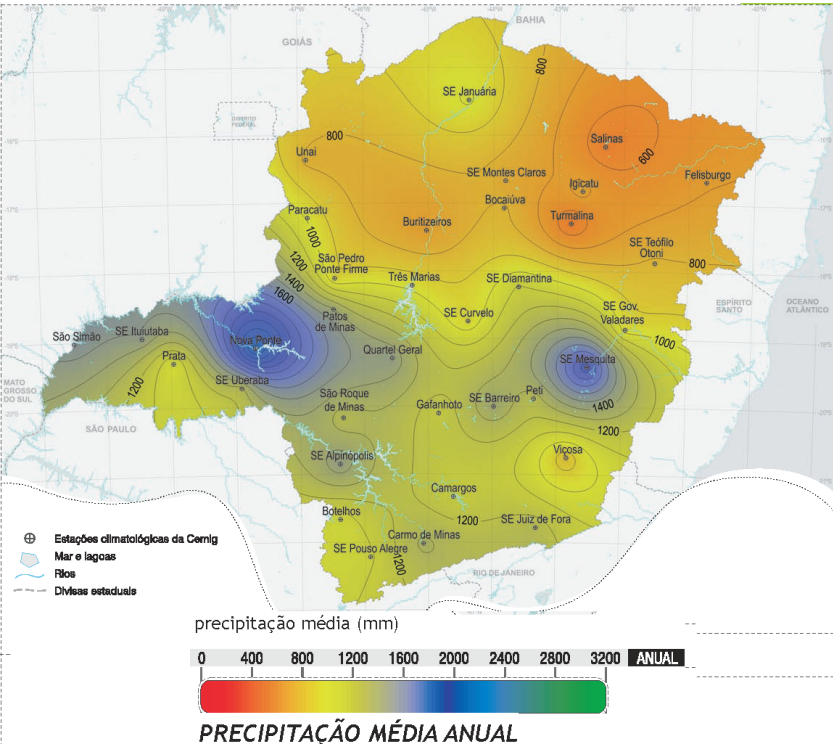 BAHIA
GOIÁS
DISTRITO
FEDERAL
800
SE Januária
800
Salinas
600
Unaí
SE Montes Claros
Igicatu
Felisburgo
Bocaiúva
Paracatu
Buritizeiros
Turmalina
1000
SE Teófilo
Otoni
1200
São Pedro
Ponte Firme
800
1400
Três Marias
SE Diamantina
1600
ESPÍRITO
SANTO
OCEANO
ATLÂNTICO
Patos
de Minas
SE Curvelo
SE Gov.
Valadares
São Simão
SE Ituiutaba
Nova Ponte
1000
Prata
Quartel Geral
SE Mesquita
MATO
GROSSO
DO SUL
1200
SE Uberaba
São Roque
de Minas
Gafanhoto
SE Barreiro
Peti
1400
SÃO PAULO
1200
SE Alpinópolis
Viçosa
Camargos
Botelhos
1200
SE Juiz de Fora
Carmo de Minas
SE Pouso Alegre
1200
RIO DE JANEIRO
Estações climatológicas da Cemig
Mar e lagoas
Rios
Divisas estaduais
precipitação média (mm)
0 400 800 1200 1600 2000 2400 2800 3200 ANUAL
PRECIPITAÇÃO MÉDIA ANUAL